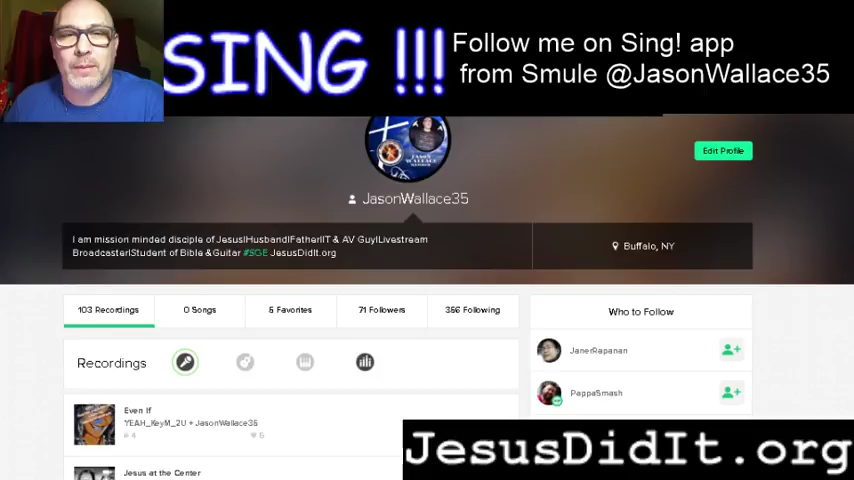 SING !!!
Follow me on Sing! app
from Smule @JasonWallace35
Edit Profile
JasonWallace35
I am mission minded disciple of Jesus|Husband|Father|IT & AV Guy|Livestream
Broadcaster|Student of Bible & Guitar #SGE JesusDidIt.org
Buffalo, NY
103 Recordings
0 Songs
5 Favorites
71 Followers
356 Following
Who to Follow
Recordings
JanerRapanan
PappaSmash
Even If
YEAH_KeyM_2U + JasonWallace35
4
6
Jesus at the Center
JesusDidIt.org